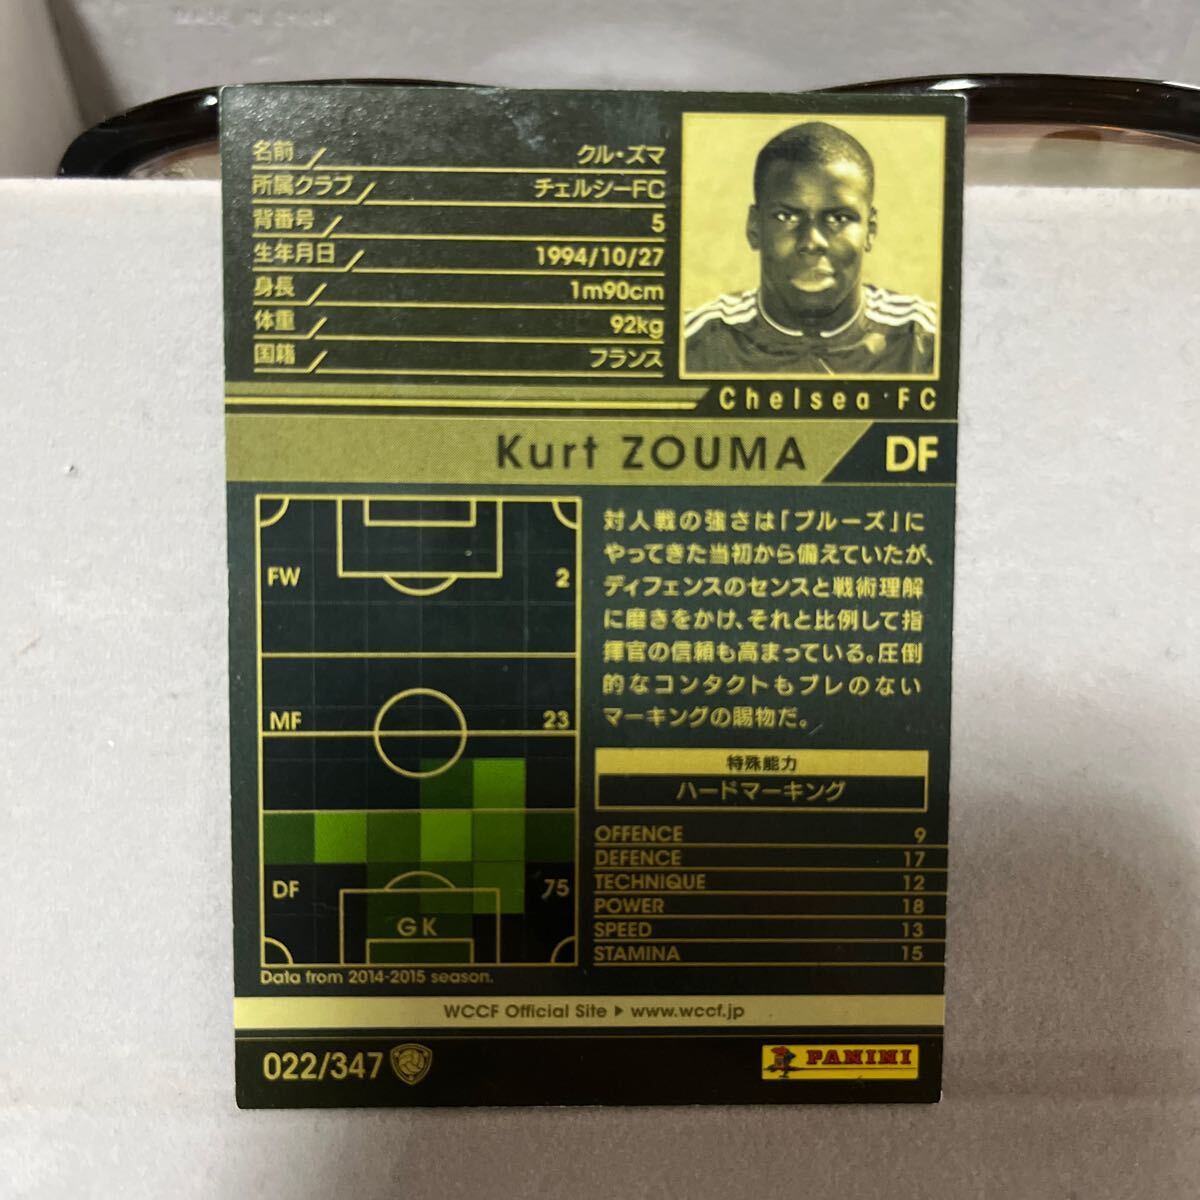 名前 クル・ズマ
所属クラブ チェルシーFC
背番号 5
生年月日 1994/10/27
身長 1m90cm
体重 92kg
国籍 フランス
Chelsea FC
Kurt ZOUMA DF
FW 2
MF 23
DF 75
GK
Data from 2014-2015 season.
対人戦の強さは「ブルーズ」に
やってきた当初から備えていたが、
ディフェンスのセンスと戦術理解
に磨きをかけ、それと比例して指
揮官の信頼も高まっている。圧倒
的なコンタクトもブレのない
マーキングの賜物だ。
特殊能力
ハードマーキング
OFFENCE 9
DEFENCE 17
TECHNIQUE 12
POWER 18
SPEED 13
STAMINA 15
WCCF Official Site ▶ www.wccf.jp
022/347
PANINI